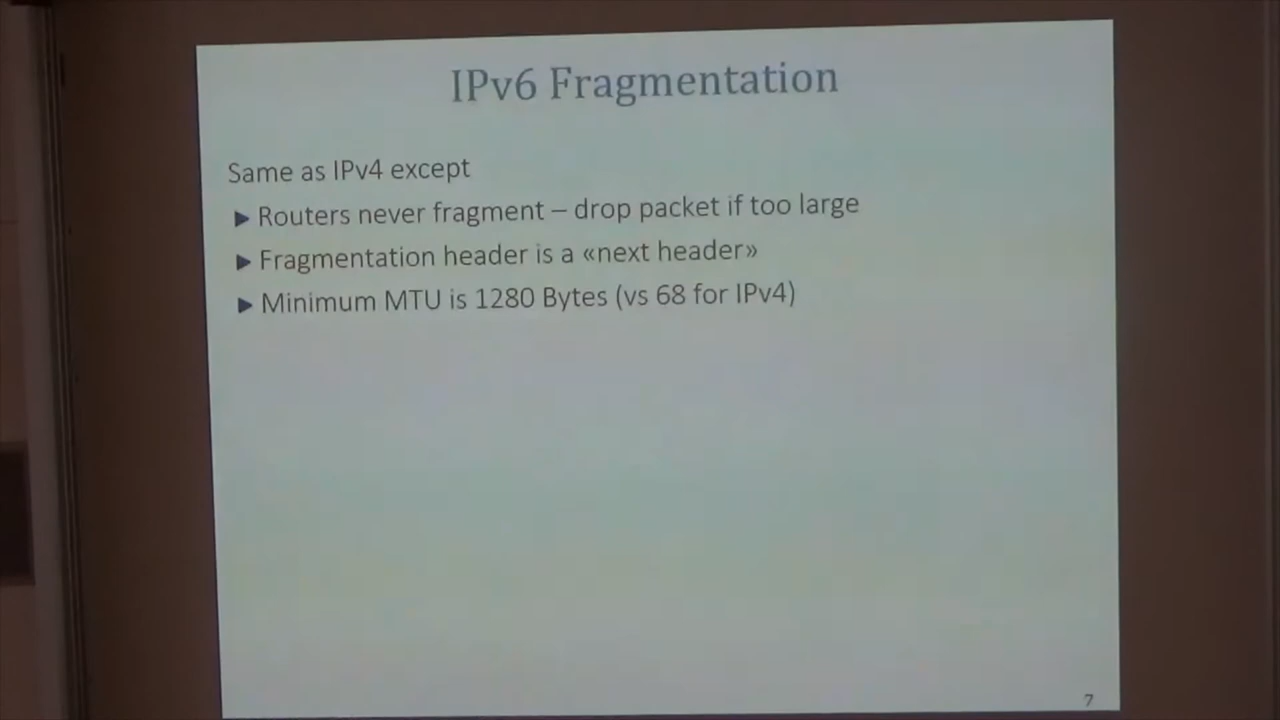 IPv6 Fragmentation
Same as IPv4 except
▶ Routers never fragment – drop packet if too large
▶ Fragmentation header is a «next header»
▶ Minimum MTU is 1280 Bytes (vs 68 for IPv4)
7